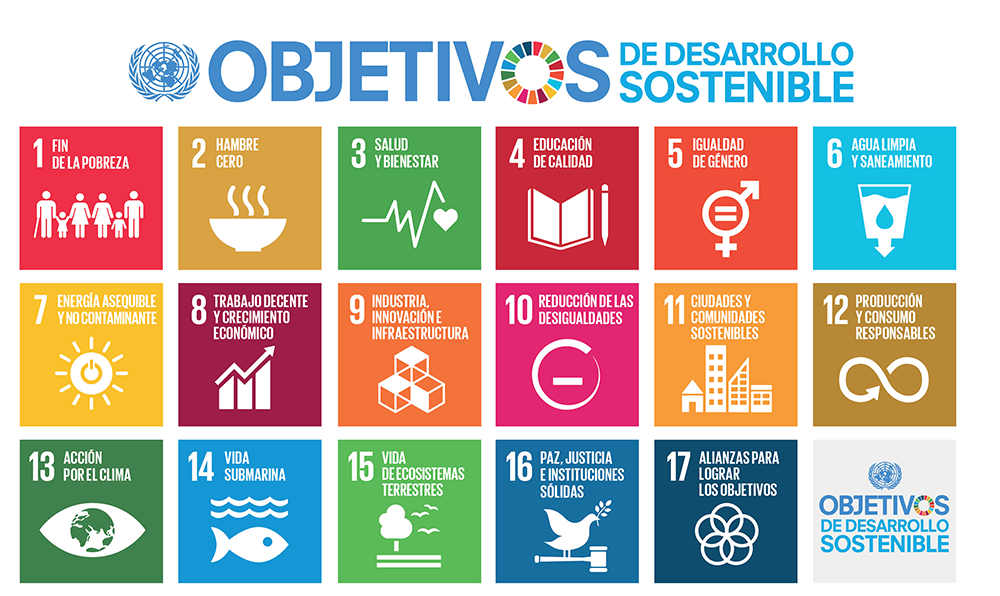 OBJETIVOS
DE DESARROLLO
SOSTENIBLE
1 FIN
DE LA POBREZA
2 HAMBRE
CERO
3 SALUD
Y BIENESTAR
4 EDUCACIÓN
DE CALIDAD
5 IGUALDAD
DE GÉNERO
6 AGUA LIMPIA
Y SANEAMIENTO
7 ENERGÍA ASEQUIBLE
Y NO CONTAMINANTE
8 TRABAJO DECENTE
Y CRECIMIENTO
ECONÓMICO
9 INDUSTRIA,
INNOVACIÓN E
INFRAESTRUCTURA
10 REDUCCIÓN DE LAS
DESIGUALDADES
11 CIUDADES Y
COMUNIDADES
SOSTENIBLES
12 PRODUCCIÓN
Y CONSUMO
RESPONSABLES
13 ACCIÓN
POR EL CLIMA
14 VIDA
SUBMARINA
15 VIDA
DE ECOSISTEMAS
TERRESTRES
16 PAZ, JUSTICIA
E INSTITUCIONES
SÓLIDAS
17 ALIANZAS PARA
LOGRAR
LOS OBJETIVOS
OBJETIVOS
DE DESARROLLO
SOSTENIBLE